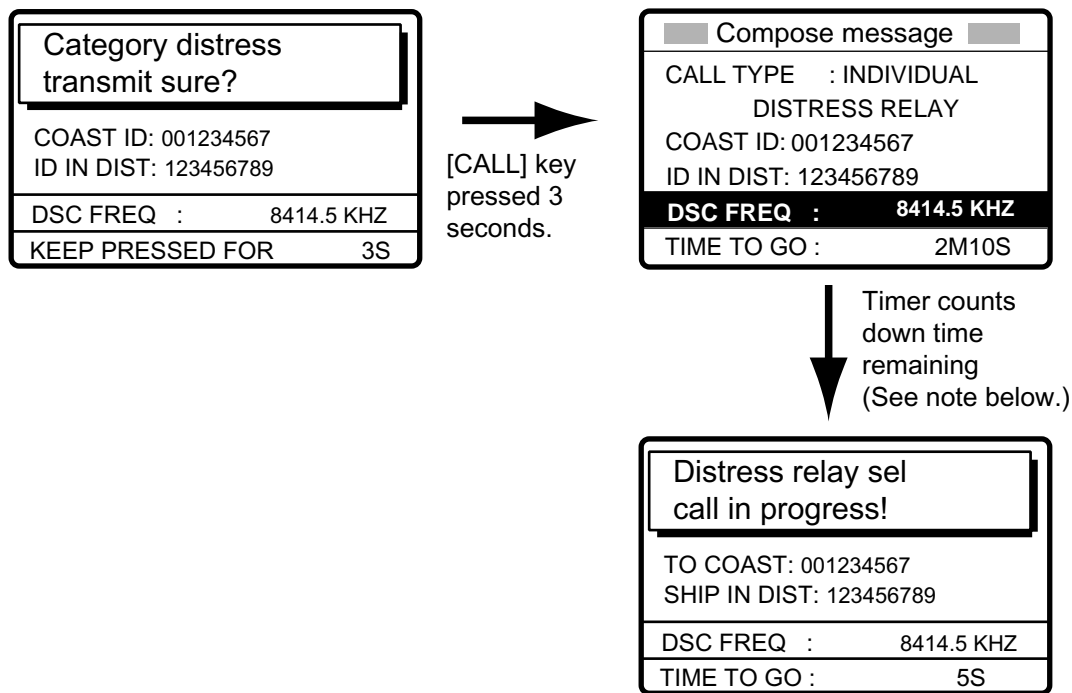 Category distress
transmit sure?
COAST ID: 001234567
ID IN DIST: 123456789
DSC FREQ : 8414.5 KHZ
KEEP PRESSED FOR 3S
[CALL] key
pressed 3
seconds.
Compose message
CALL TYPE : INDIVIDUAL
DISTRESS RELAY
COAST ID: 001234567
ID IN DIST: 123456789
DSC FREQ : 8414.5 KHZ
TIME TO GO : 2M10S
Timer counts
down time
remaining
(See note below.)
Distress relay sel
call in progress!
TO COAST: 001234567
SHIP IN DIST: 123456789
DSC FREQ : 8414.5 KHZ
TIME TO GO : 5S